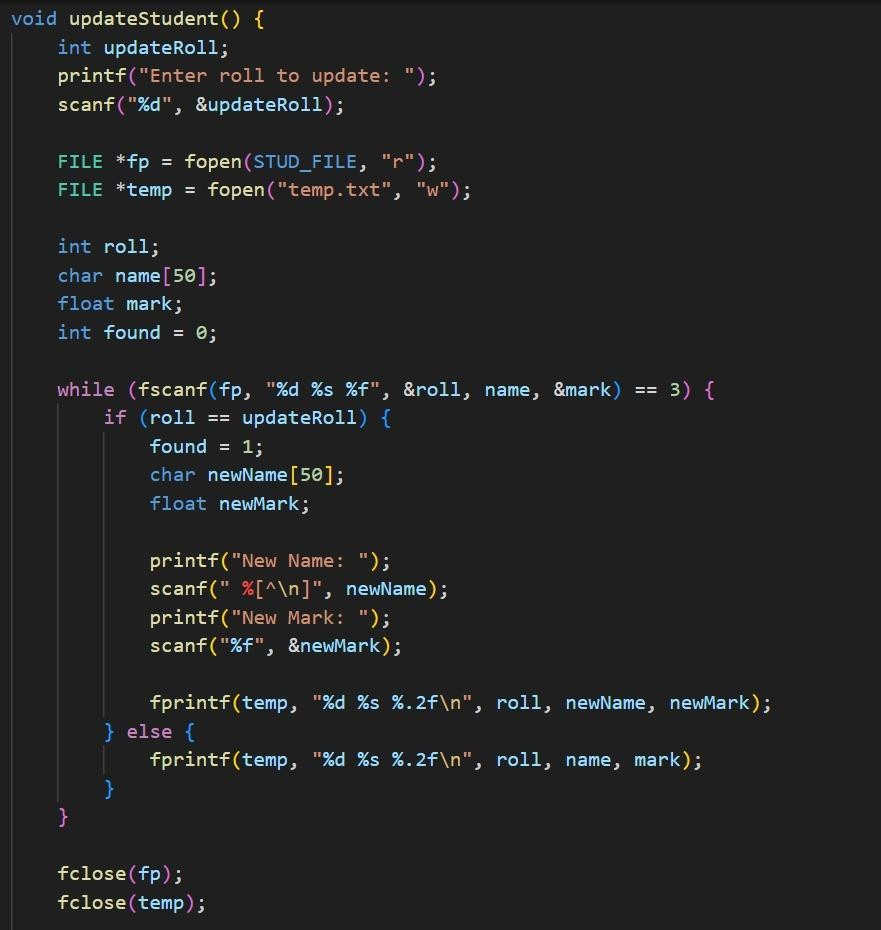 void updateStudent() {
    int updateRoll;
    printf("Enter roll to update: ");
    scanf("%d", &updateRoll);

    FILE *fp = fopen(STUD_FILE, "r");
    FILE *temp = fopen("temp.txt", "w");

    int roll;
    char name[50];
    float mark;
    int found = 0;

    while (fscanf(fp, "%d %s %f", &roll, name, &mark) == 3) {
        if (roll == updateRoll) {
            found = 1;
            char newName[50];
            float newMark;

            printf("New Name: ");
            scanf(" %[^\n]", newName);
            printf("New Mark: ");
            scanf("%f", &newMark);

            fprintf(temp, "%d %s %.2f\n", roll, newName, newMark);
        } else {
            fprintf(temp, "%d %s %.2f\n", roll, name, mark);
        }
    }

    fclose(fp);
    fclose(temp);